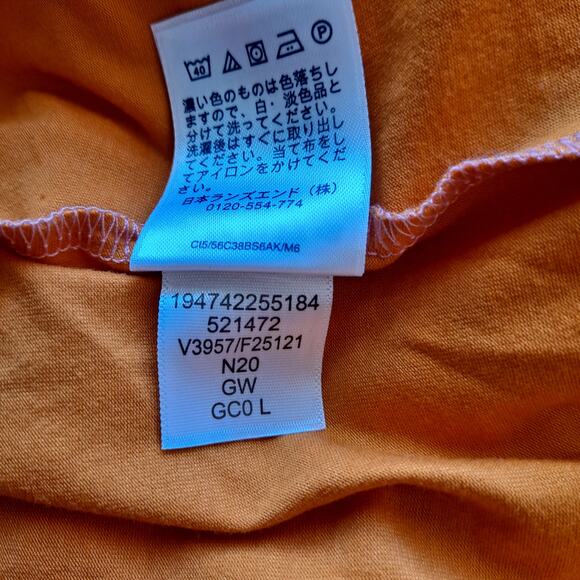 40 P
濃い色のものは色落ちし
ますので、白・淡色品と
分けて洗ってください。
洗濯後はすぐに取り出し
てください。当て布をし
てアイロンをかけてくだ
さい。
日本ランズエンド（株）
0120-554-774
CI5/56C38BS6AK/M6
194742255184
521472
V3957/F25121
N20
GW
GC0 L